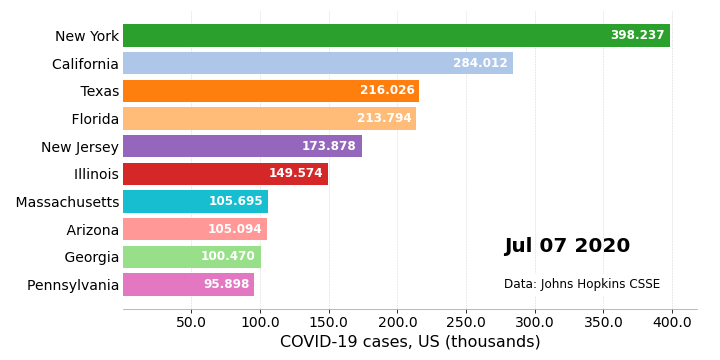 New York 398.237
California 284.012
Texas 216.026
Florida 213.794
New Jersey 173.878
Illinois 149.574
Massachusetts 105.695
Arizona 105.094
Georgia 100.470
Pennsylvania 95.898
Jul 07 2020
Data: Johns Hopkins CSSE
50.0 100.0 150.0 200.0 250.0 300.0 350.0 400.0
COVID-19 cases, US (thousands)